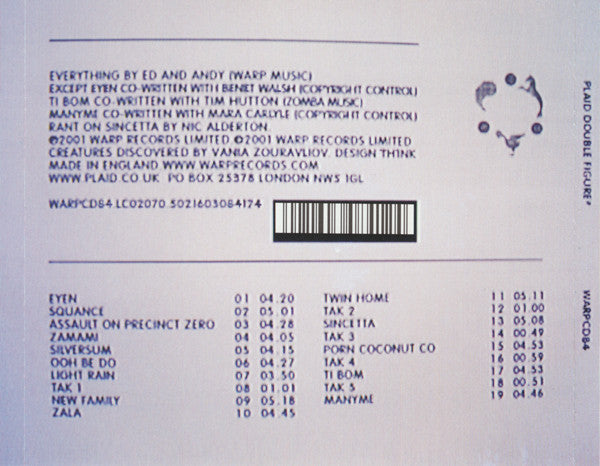 EVERYTHING BY ED AND ANDY (WARP MUSIC)
EXCEPT EYEN CO-WRITTEN WITH BENET WALSH (COPYRIGHT CONTROL)
TI BOM CO-WRITTEN WITH TIM HUTTON (ZOMBA MUSIC)
MANYME CO-WRITTEN WITH MARA CARLYLE (COPYRIGHT CONTROL)
RANT ON SINCETTA BY NIC ALDERTON.
℗2001 WARP RECORDS LIMITED ©2001 WARP RECORDS LIMITED
CREATURES DISCOVERED BY VANIA ZOURAVLIOV. DESIGN TH1NK
MADE IN ENGLAND WWW.WARPRECORDS.COM
WWW.PLAID.CO.UK PO BOX 25378 LONDON NW5 1GL
WARPCD84.LC02070.5021603084124
EYEN 01 04.20
SQUANCE 02 05.01
ASSAULT ON PRECINCT ZERO 03 04.28
ZAMAMI 04 04.05
SILVERSUM 05 04.15
OOH BE DO 06 04.27
LIGHT RAIN 07 03.50
TAK 1 08 01.01
NEW FAMILY 09 05.18
ZALA 10 04.45
TWIN HOME 11 05.11
TAK 2 12 01.00
SINCETTA 13 05.08
TAK 3 14 00.49
PORN COCONUT CO 15 04.53
TAK 4 16 00.59
TI BOM 17 04.53
TAK 5 18 00.51
MANYME 19 04.46
PLAID DOUBLE FIGURE
WARPCD84